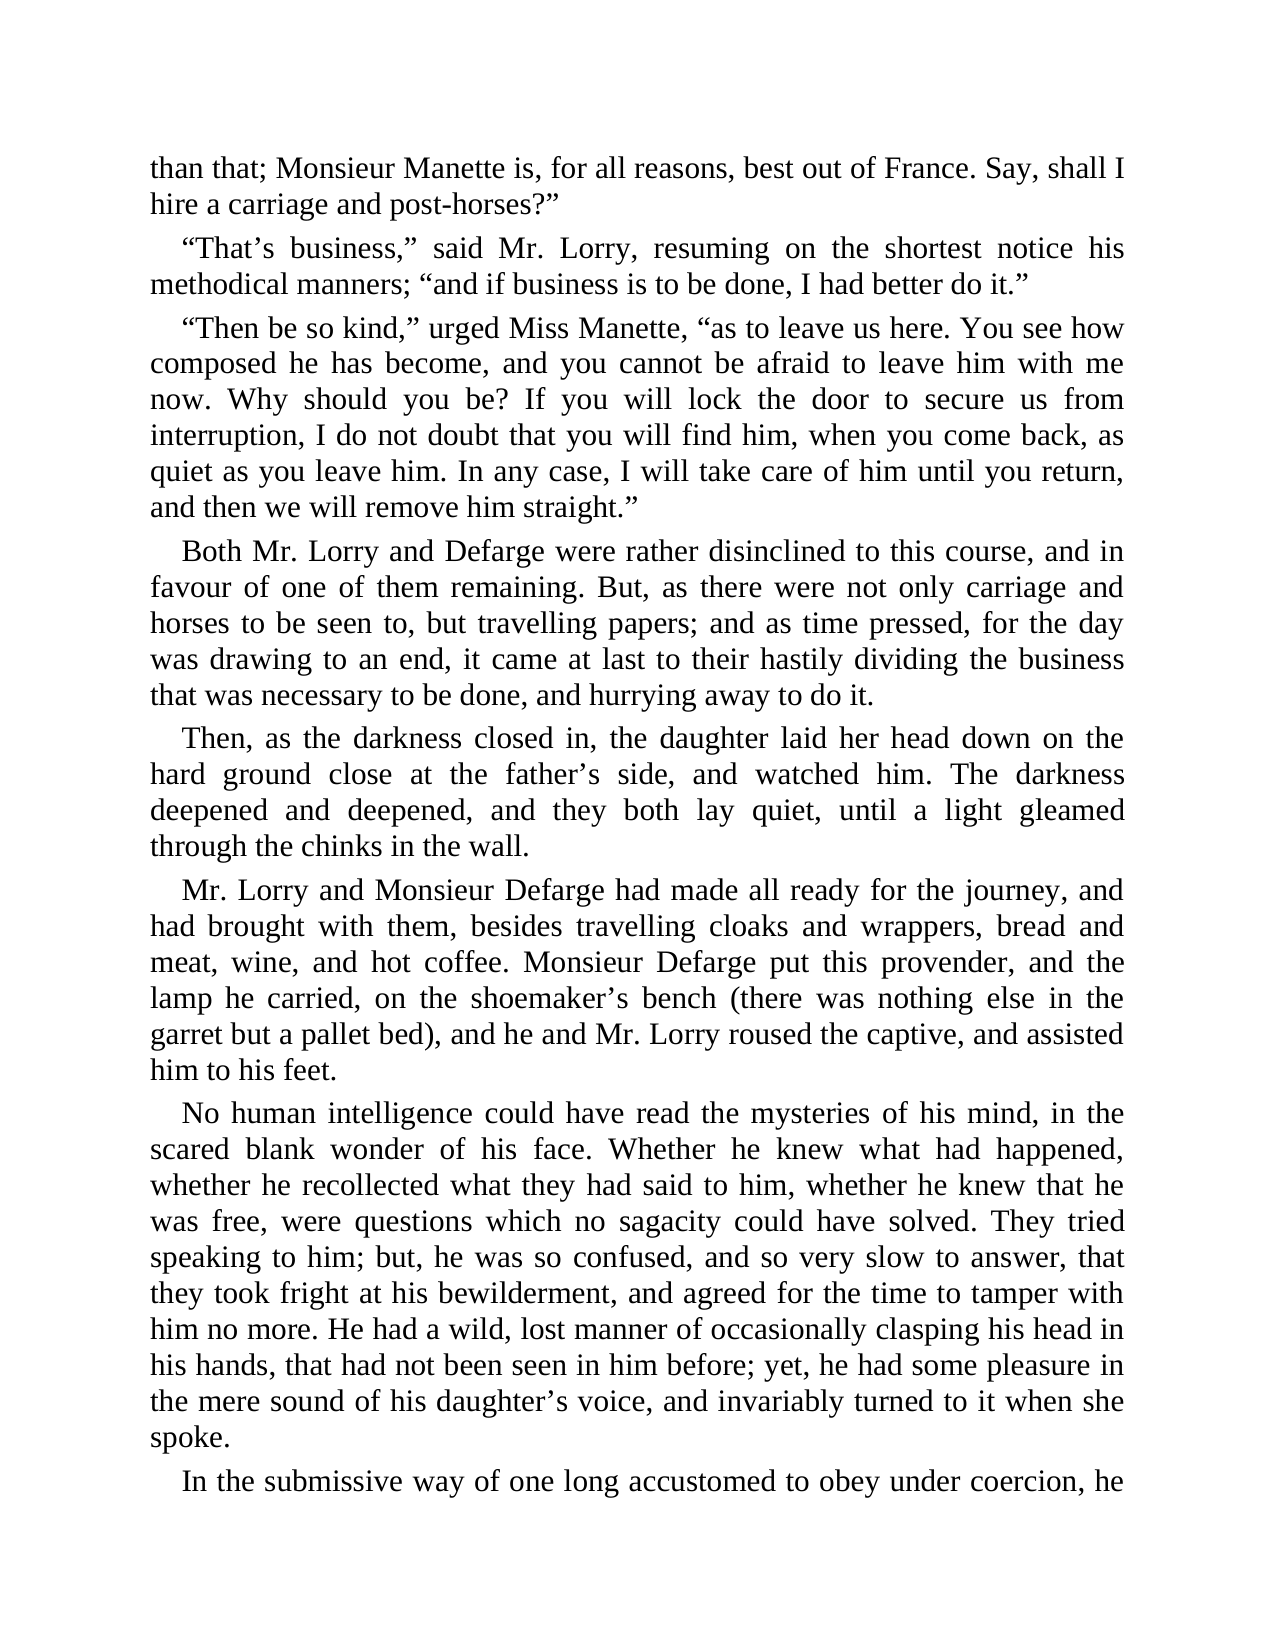 than that; Monsieur Manette is, for all reasons, best out of France. Say, shall I
hire a carriage and post-horses?”
“That’s business,” said Mr. Lorry, resuming on the shortest notice his
methodical manners; “and if business is to be done, I had better do it.”
“Then be so kind,” urged Miss Manette, “as to leave us here. You see how
composed he has become, and you cannot be afraid to leave him with me
now. Why should you be? If you will lock the door to secure us from
interruption, I do not doubt that you will find him, when you come back, as
quiet as you leave him. In any case, I will take care of him until you return,
and then we will remove him straight.”
Both Mr. Lorry and Defarge were rather disinclined to this course, and in
favour of one of them remaining. But, as there were not only carriage and
horses to be seen to, but travelling papers; and as time pressed, for the day
was drawing to an end, it came at last to their hastily dividing the business
that was necessary to be done, and hurrying away to do it.
Then, as the darkness closed in, the daughter laid her head down on the
hard ground close at the father’s side, and watched him. The darkness
deepened and deepened, and they both lay quiet, until a light gleamed
through the chinks in the wall.
Mr. Lorry and Monsieur Defarge had made all ready for the journey, and
had brought with them, besides travelling cloaks and wrappers, bread and
meat, wine, and hot coffee. Monsieur Defarge put this provender, and the
lamp he carried, on the shoemaker’s bench (there was nothing else in the
garret but a pallet bed), and he and Mr. Lorry roused the captive, and assisted
him to his feet.
No human intelligence could have read the mysteries of his mind, in the
scared blank wonder of his face. Whether he knew what had happened,
whether he recollected what they had said to him, whether he knew that he
was free, were questions which no sagacity could have solved. They tried
speaking to him; but, he was so confused, and so very slow to answer, that
they took fright at his bewilderment, and agreed for the time to tamper with
him no more. He had a wild, lost manner of occasionally clasping his head in
his hands, that had not been seen in him before; yet, he had some pleasure in
the mere sound of his daughter’s voice, and invariably turned to it when she
spoke.
In the submissive way of one long accustomed to obey under coercion, he